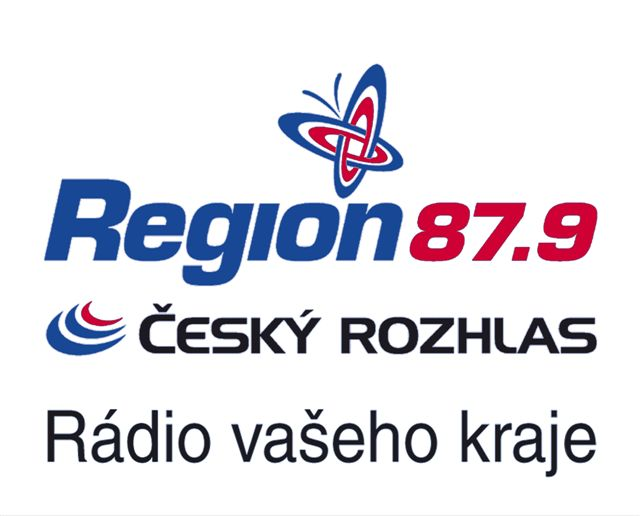 Region 87.9
ČESKÝ ROZHLAS
Rádio vašeho kraje